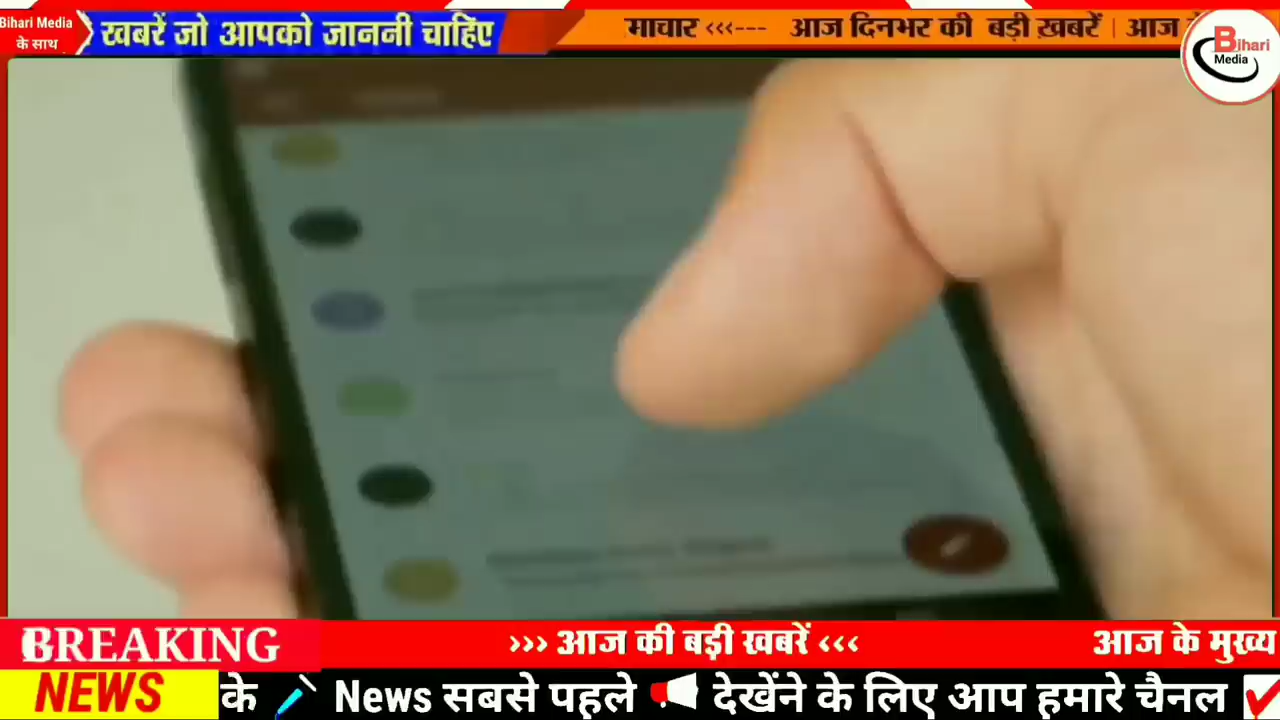 Bihari Media
के साथ
खबरें जो आपको जाननी चाहिए
माचार <<<--- आज दिनभर की बड़ी ख़बरें | आज
Bihari
Media
BREAKING
>>> आज की बड़ी खबरें <<<
आज के मुख्य
NEWS
के News सबसे पहले देखेंने के लिए आप हमारे चैनल